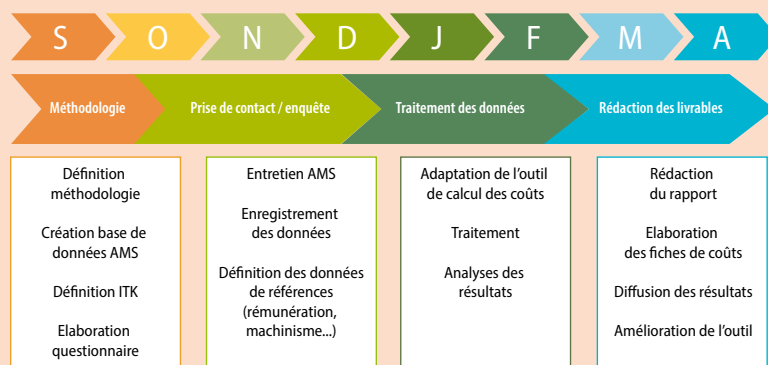 S O N D J F M A
Méthodologie
Prise de contact / enquête
Traitement des données
Rédaction des livrables
Définition
méthodologie
Création base de
données AMS
Définition ITK
Elaboration
questionnaire
Entretien AMS
Enregistrement
des données
Définition des données
de références
(rémunération,
machinisme...)
Adaptation de l'outil
de calcul des coûts
Traitement
Analyses des
résultats
Rédaction
du rapport
Elaboration
des fiches de coûts
Diffusion des résultats
Amélioration de l'outil